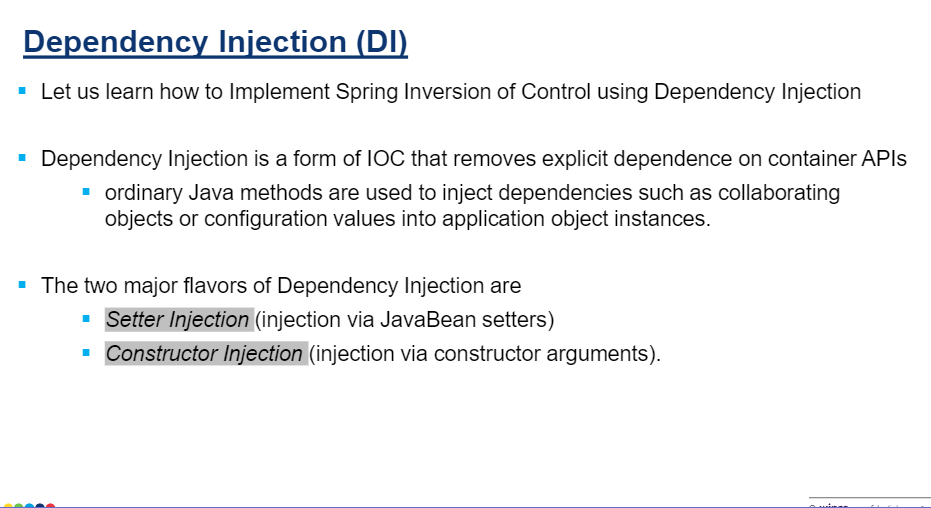 Dependency Injection (DI)
Let us learn how to Implement Spring Inversion of Control using Dependency Injection
Dependency Injection is a form of IOC that removes explicit dependence on container APIs
ordinary Java methods are used to inject dependencies such as collaborating
objects or configuration values into application object instances.
The two major flavors of Dependency Injection are
Setter Injection (injection via JavaBean setters)
Constructor Injection (injection via constructor arguments).